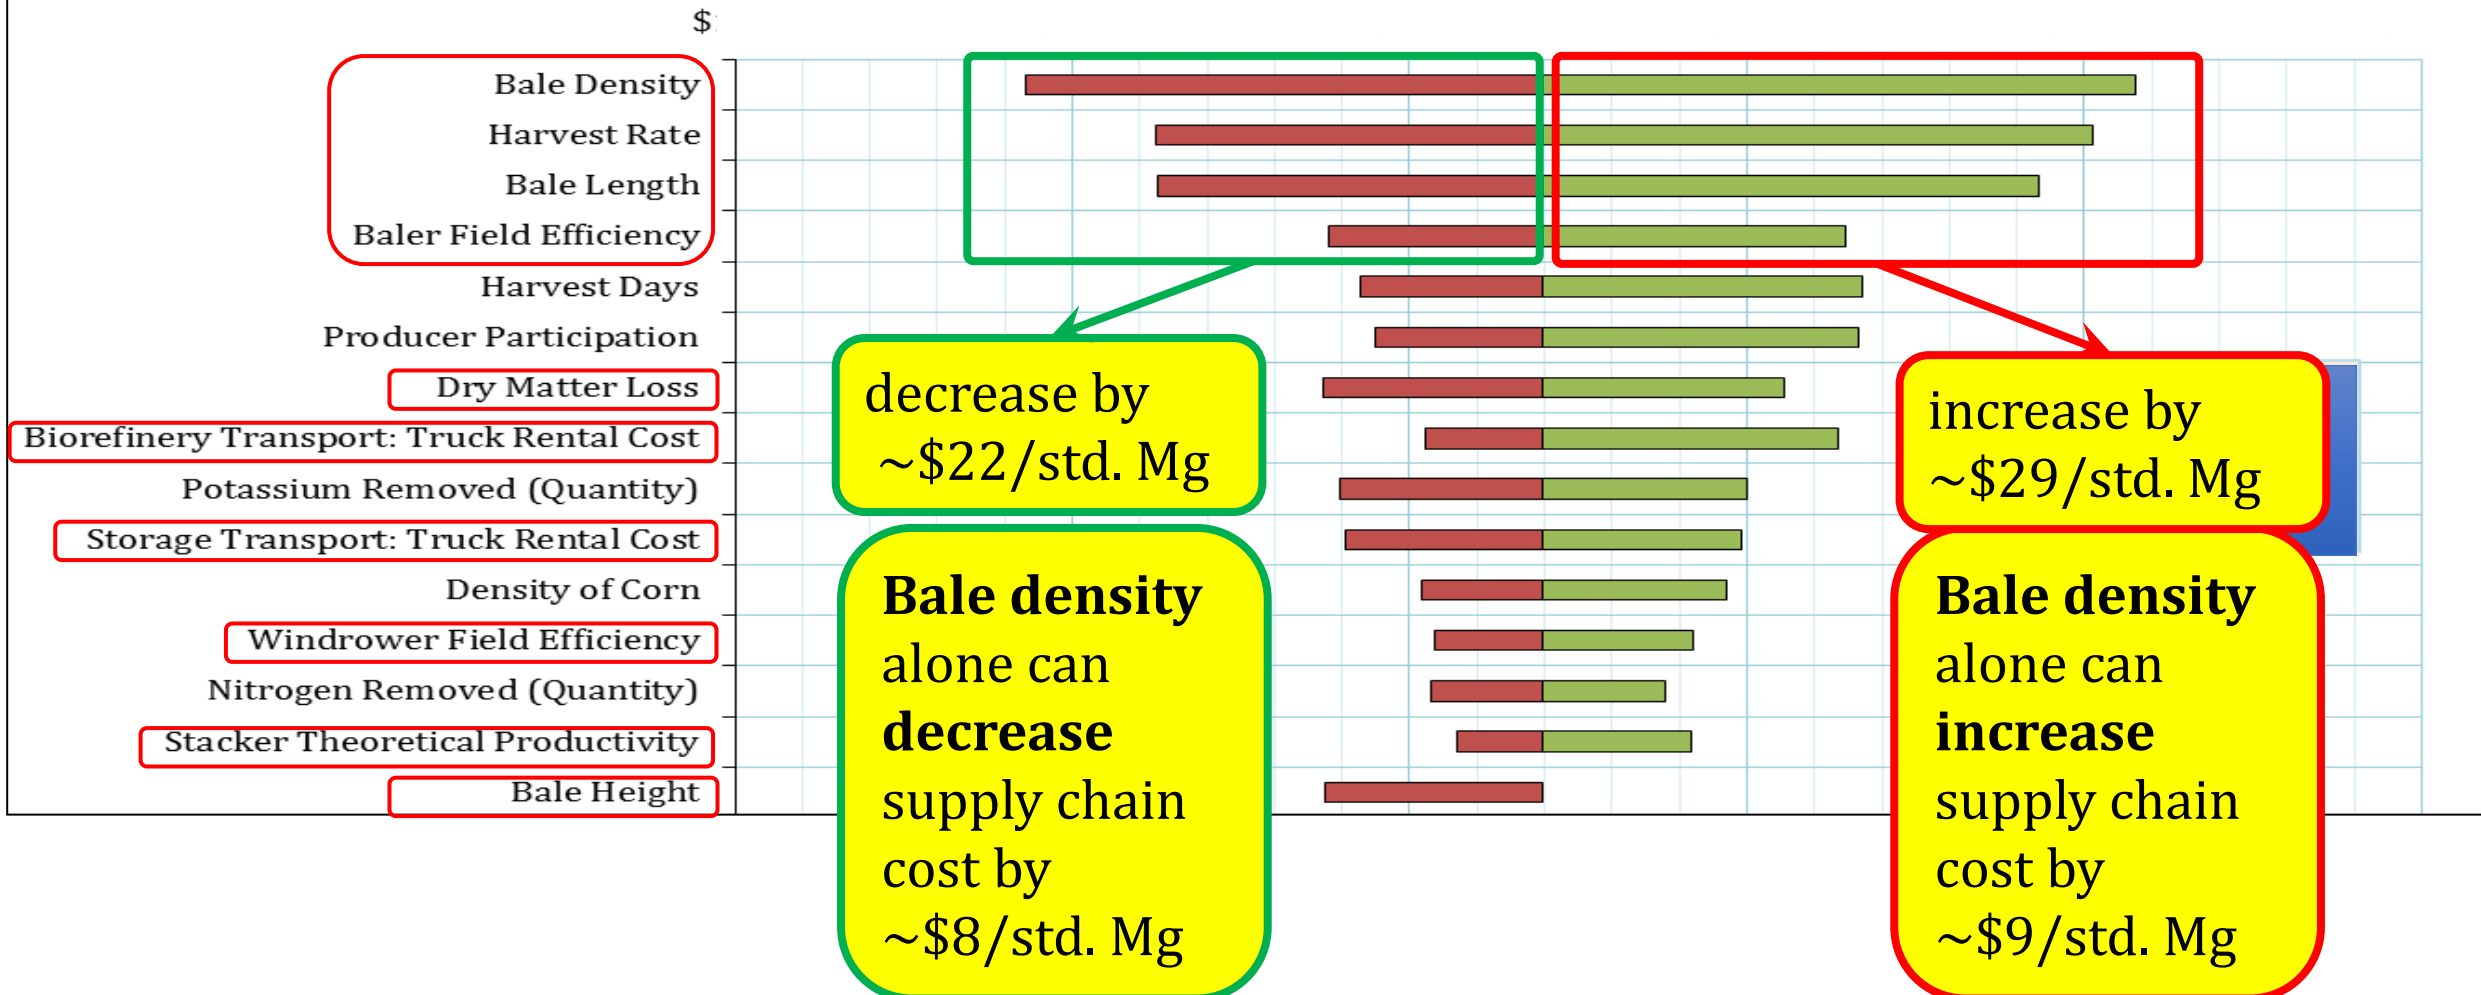 $
Bale Density
Harvest Rate
Bale Length
Baler Field Efficiency
Harvest Days
Producer Participation
Dry Matter Loss
Biorefinery Transport: Truck Rental Cost
Potassium Removed (Quantity)
Storage Transport: Truck Rental Cost
Density of Corn
Windrower Field Efficiency
Nitrogen Removed (Quantity)
Stacker Theoretical Productivity
Bale Height
decrease by
~$22/std. Mg
Bale density
alone can
decrease
supply chain
cost by
~$8/std. Mg
increase by
~$29/std. Mg
Bale density
alone can
increase
supply chain
cost by
~$9/std. Mg